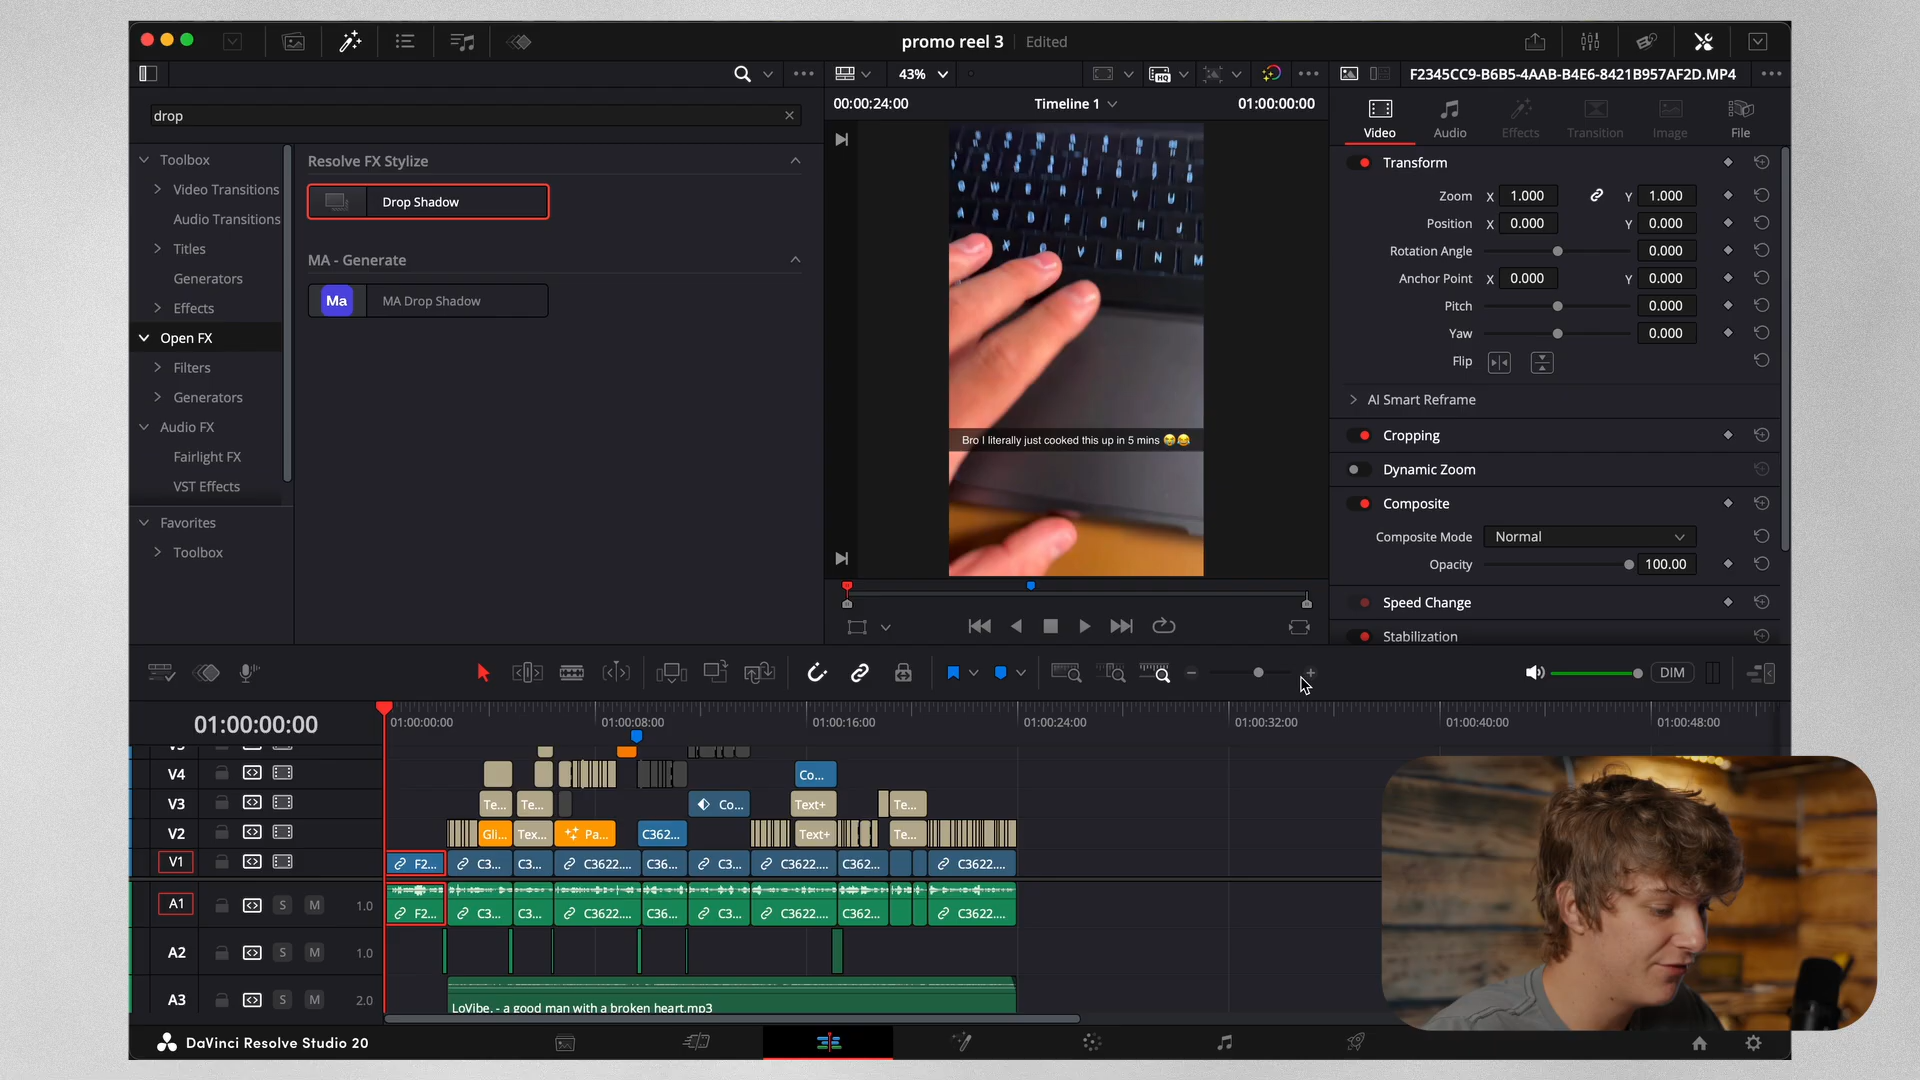 promo reel 3
Edited
43%
F2345CC9-B6B5-4AAB-B4E6-8421B957AF2D.MP4
drop
00:00:24:00
Timeline 1
01:00:00:00
Video
Audio
Effects
Transition
Image
File
Toolbox
Video Transitions
Audio Transitions
Titles
Generators
Effects
Open FX
Filters
Generators
Audio FX
Fairlight FX
VST Effects
Favorites
Toolbox
Resolve FX Stylize
Drop Shadow
MA - Generate
Ma
MA Drop Shadow
Bro I literally just cooked this up in 5 mins 😭😂
Transform
Zoom X 1.000 Y 1.000
Position X 0.000 Y 0.000
Rotation Angle 0.000
Anchor Point X 0.000 Y 0.000
Pitch 0.000
Yaw 0.000
Flip
AI Smart Reframe
Cropping
Dynamic Zoom
Composite
Composite Mode Normal
Opacity 100.00
Speed Change
Stabilization
DIM
01:00:00:00
01:00:00:00 01:00:08:00 01:00:16:00 01:00:24:00 01:00:32:00 01:00:40:00 01:00:48:00
V4 Co...
V3 Te... Te... Co... Text+ Te...
V2 Gli... Tex... Pa... C362... Text+ Te...
V1 F2... C3... C3... C3622.... C36... C3... C3622.... C362... C3622....
A1 S M 1.0 F2... C3... C3... C3622.... C36... C3... C3622.... C362... C3622....
A2 S M 1.0
A3 S M 2.0
LoVibe. - a good man with a broken heart.mp3
DaVinci Resolve Studio 20